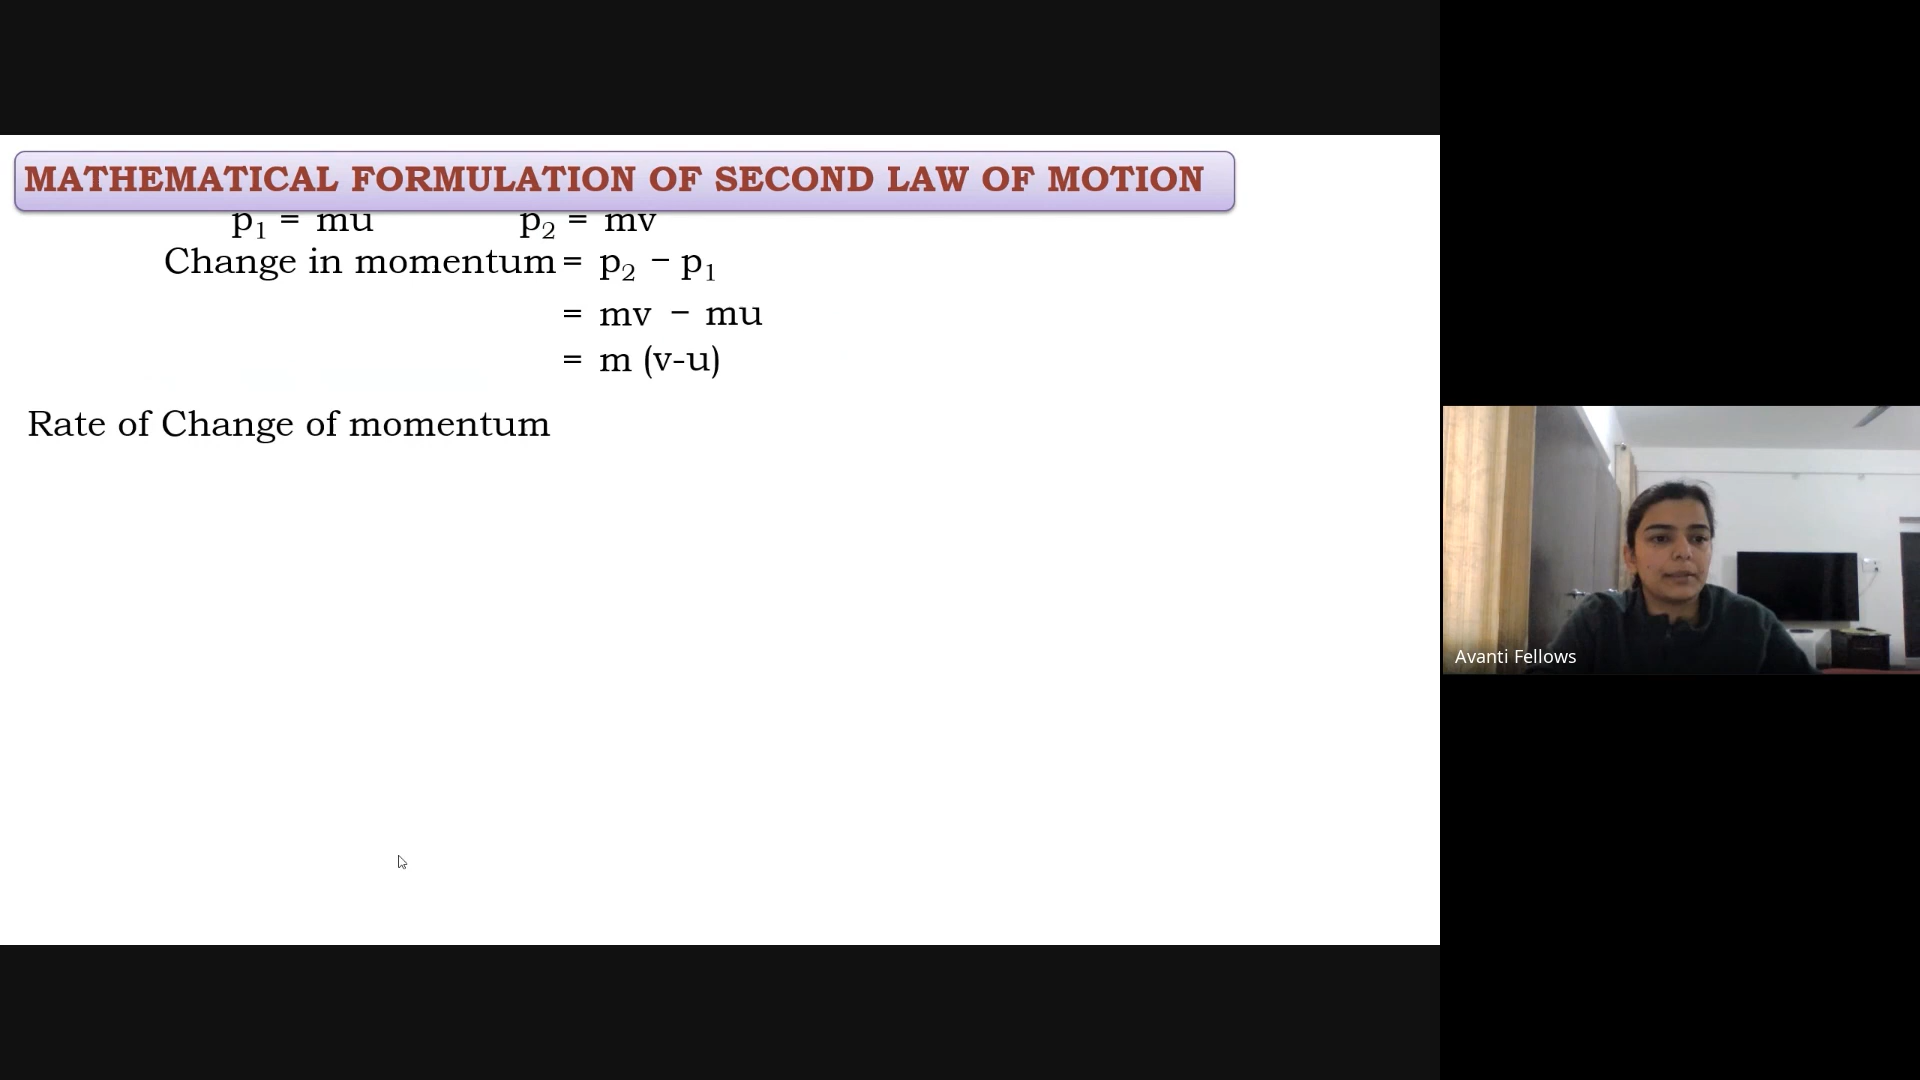 MATHEMATICAL FORMULATION OF SECOND LAW OF MOTION
p₁ = mu p₂ = mv
Change in momentum = p₂ − p₁
= mv − mu
= m (v-u)
Rate of Change of momentum
Avanti Fellows